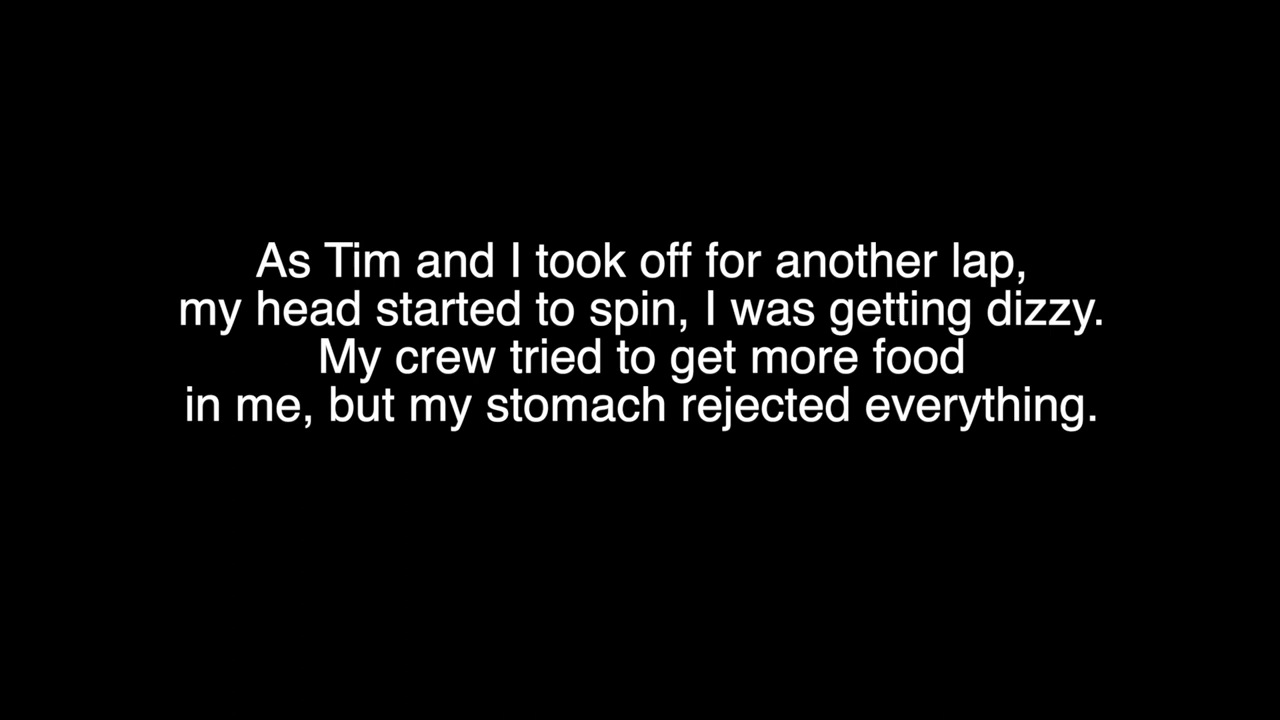 As Tim and I took off for another lap,
my head started to spin, I was getting dizzy.
My crew tried to get more food
in me, but my stomach rejected everything.